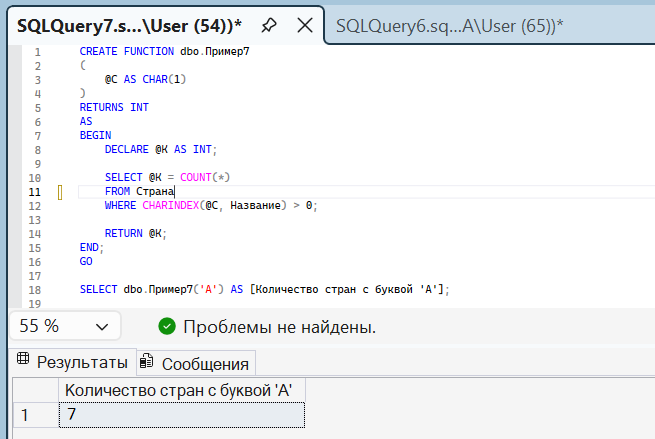 SQLQuery7.s...\User (54))*
SQLQuery6.sq...A\User (65))*
1 CREATE FUNCTION dbo.Пример7
2 (
3 @C AS CHAR(1)
4 )
5 RETURNS INT
6 AS
7 BEGIN
8 DECLARE @K AS INT;
9
10 SELECT @K = COUNT(*)
11 FROM Страна
12 WHERE CHARINDEX(@C, Название) > 0;
13
14 RETURN @K;
15 END;
16 GO
17
18 SELECT dbo.Пример7('А') AS [Количество стран с буквой 'А'];
19
55 %
Проблемы не найдены.
Результаты
Сообщения
Количество стран с буквой 'А'
1 7